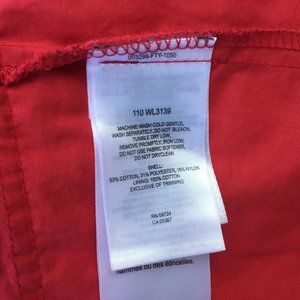 003299-FTY-1050
110 WL3139
MACHINE WASH COLD GENTLE,
WASH SEPARATELY, DO NOT BLEACH,
TUMBLE DRY LOW,
REMOVE PROMPTLY, IRON LOW,
DO NOT USE FABRIC SOFTENER,
DO NOT DRYCLEAN
SHELL:
53% COTTON, 31% POLYESTER, 16% NYLON
LINING: 100% COTTON
EXCLUSIVE OF TRIMMING
RN 69724
CA 05367
flammes ou des étincelles.